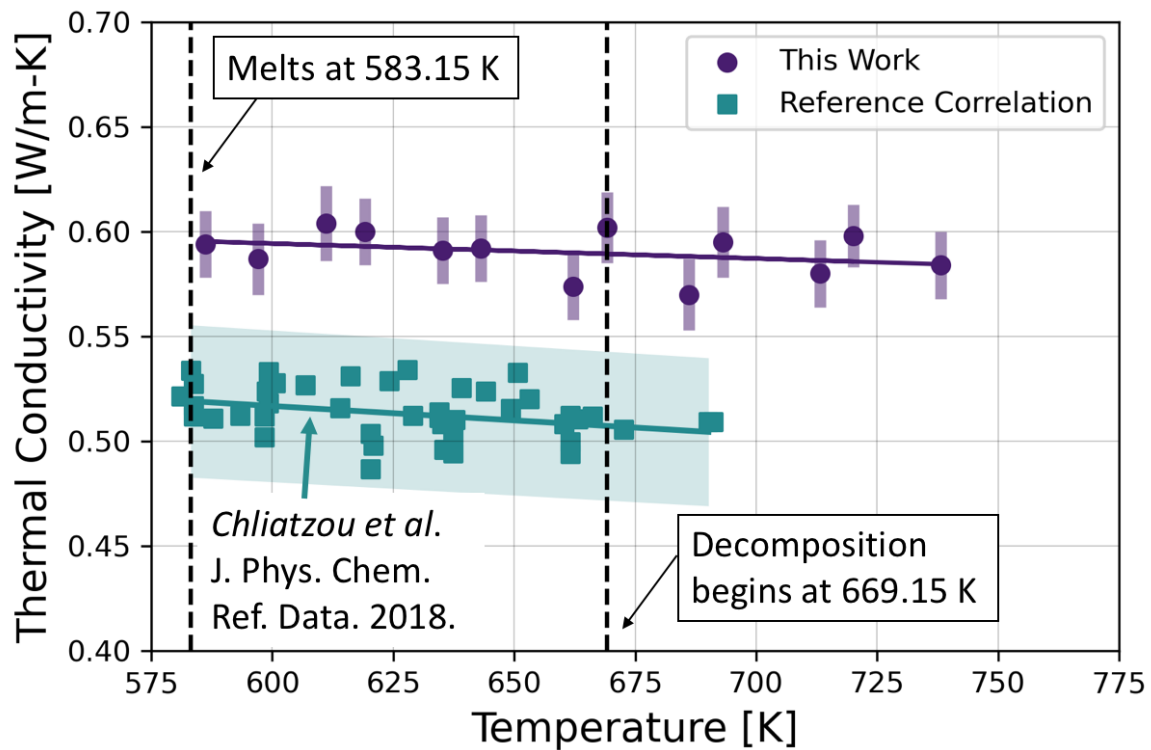 0.70
0.65
0.60
0.55
0.50
0.45
0.40
Thermal Conductivity [W/m-K]
Melts at 583.15 K
This Work
Reference Correlation
Chliatzou et al.
J. Phys. Chem.
Ref. Data. 2018.
Decomposition
begins at 669.15 K
575 600 625 650 675 700 725 750 775
Temperature [K]